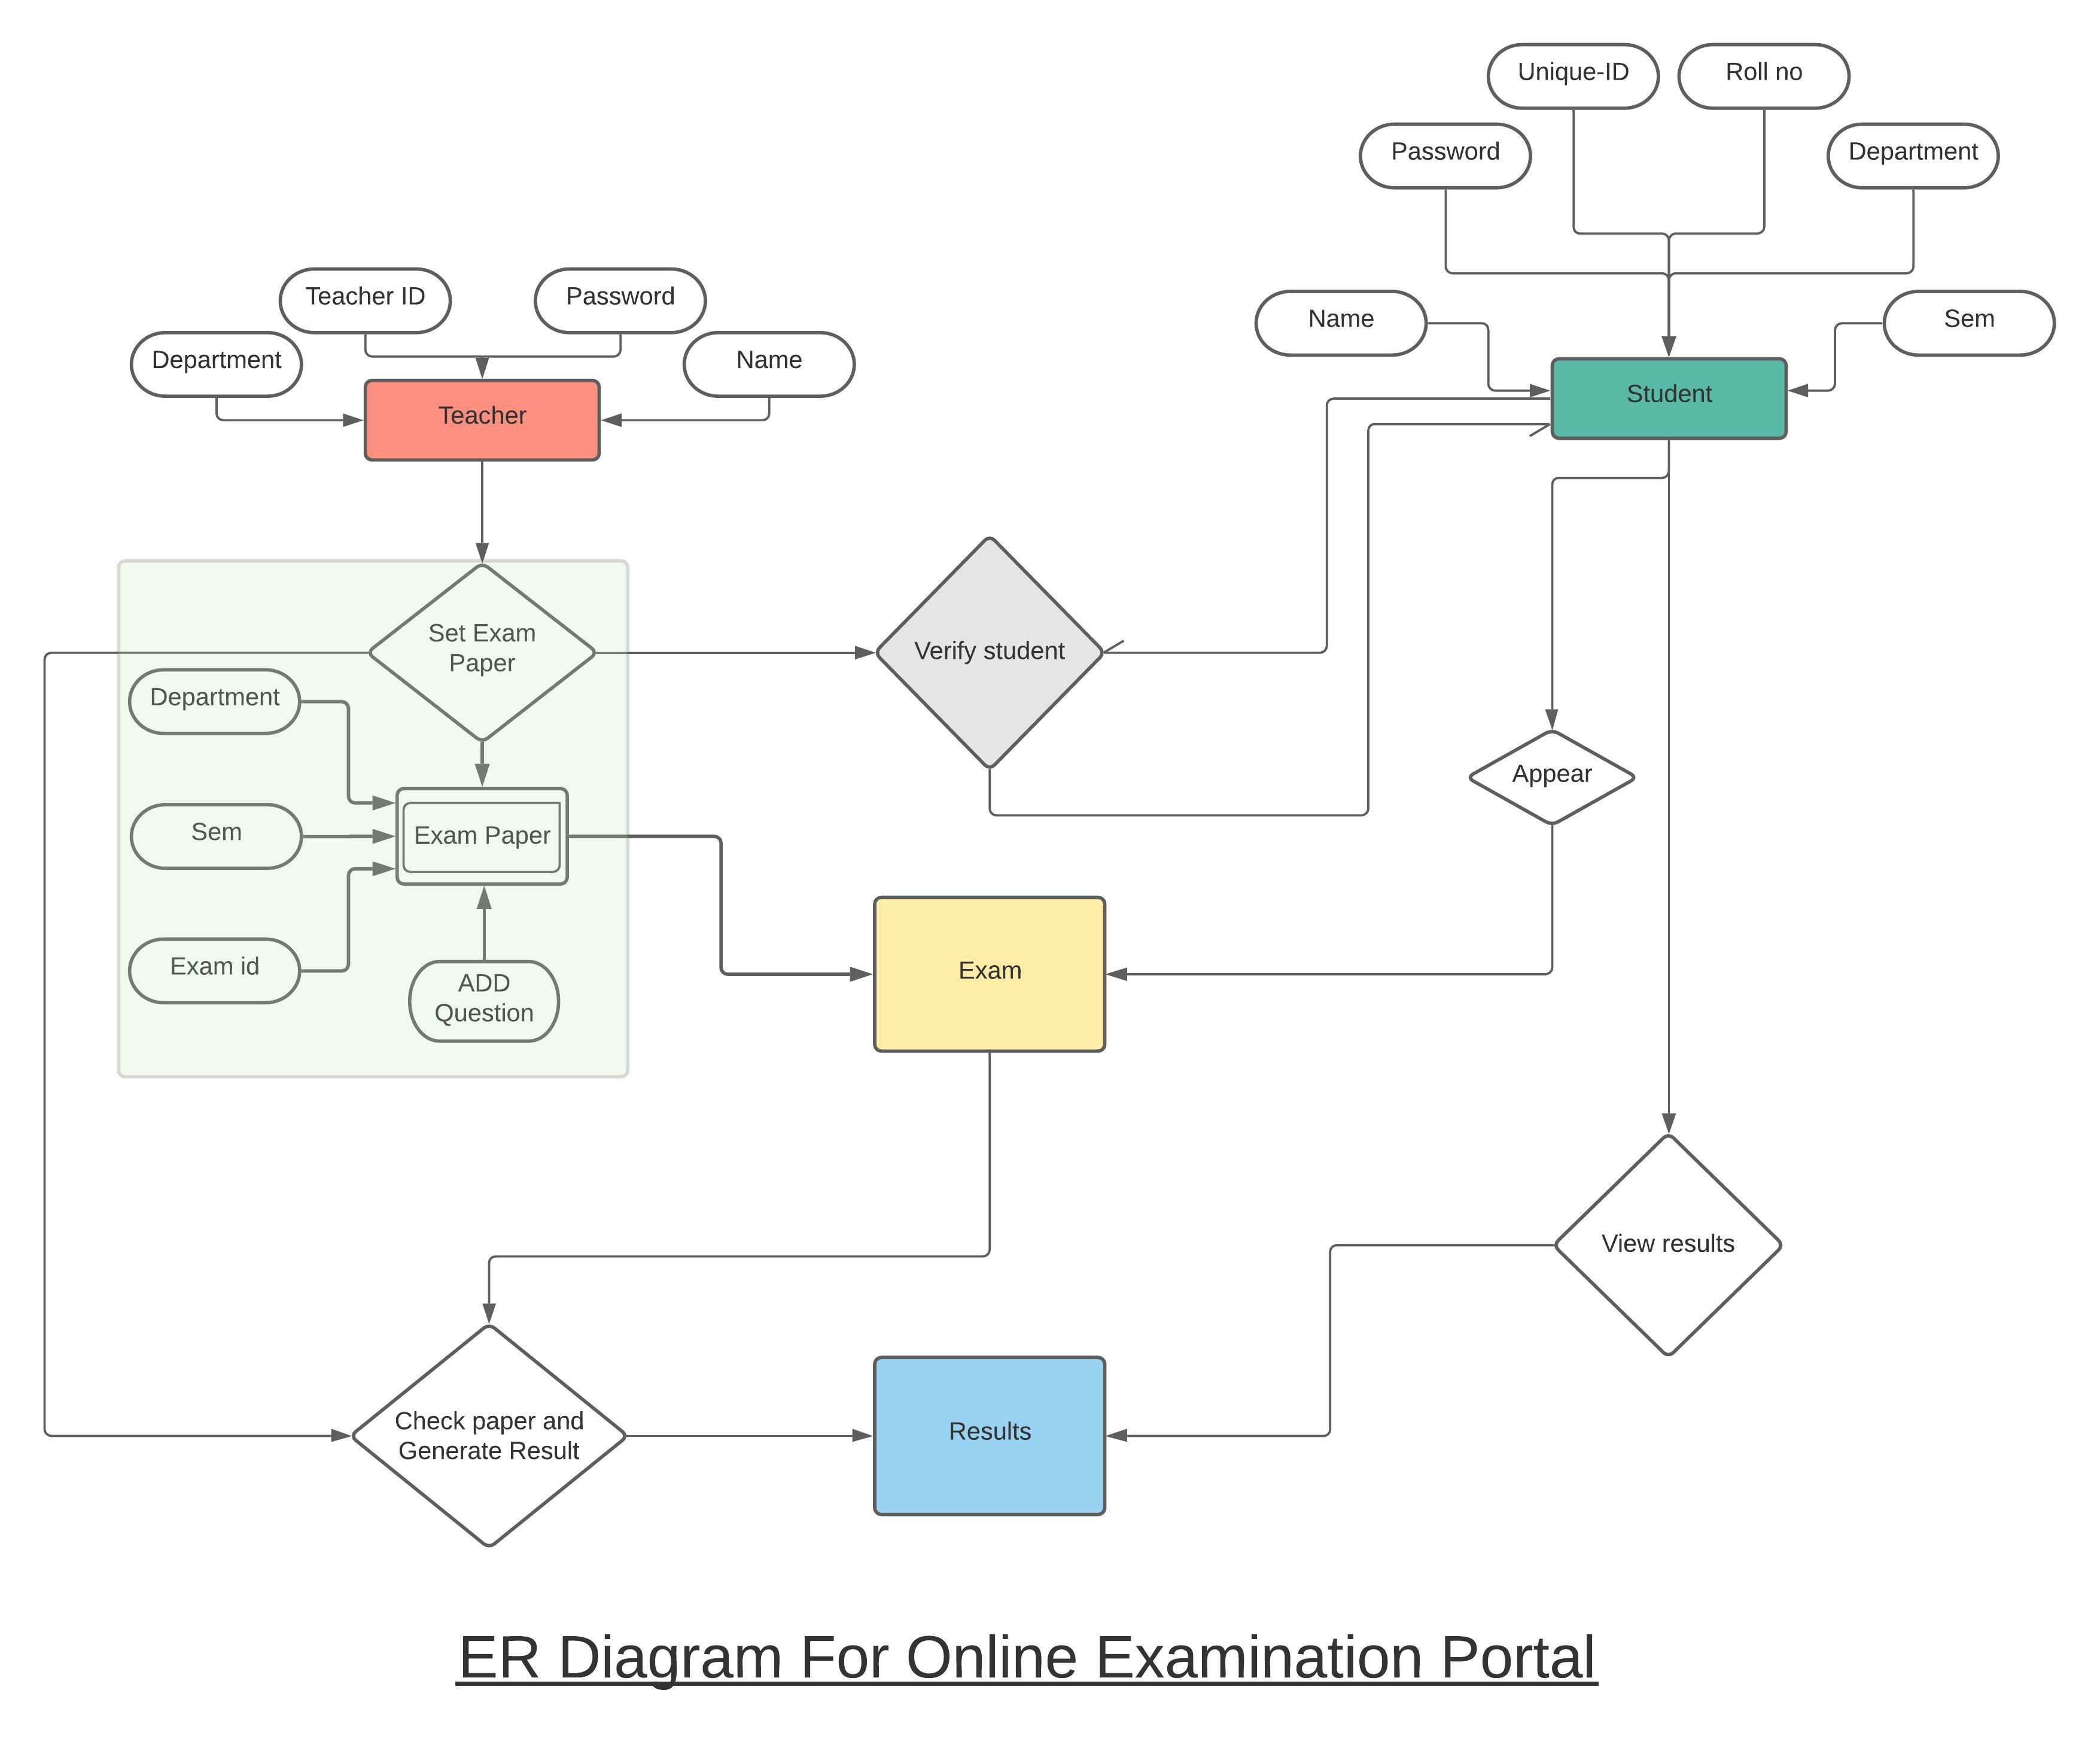 Unique-ID
Roll no
Password
Department
Teacher ID
Password
Name
Sem
Department
Name
Student
Teacher
Set Exam
Paper
Verify student
Department
Appear
Sem
Exam Paper
Exam id
ADD
Question
Exam
View results
Check paper and
Generate Result
Results
ER Diagram For Online Examination Portal